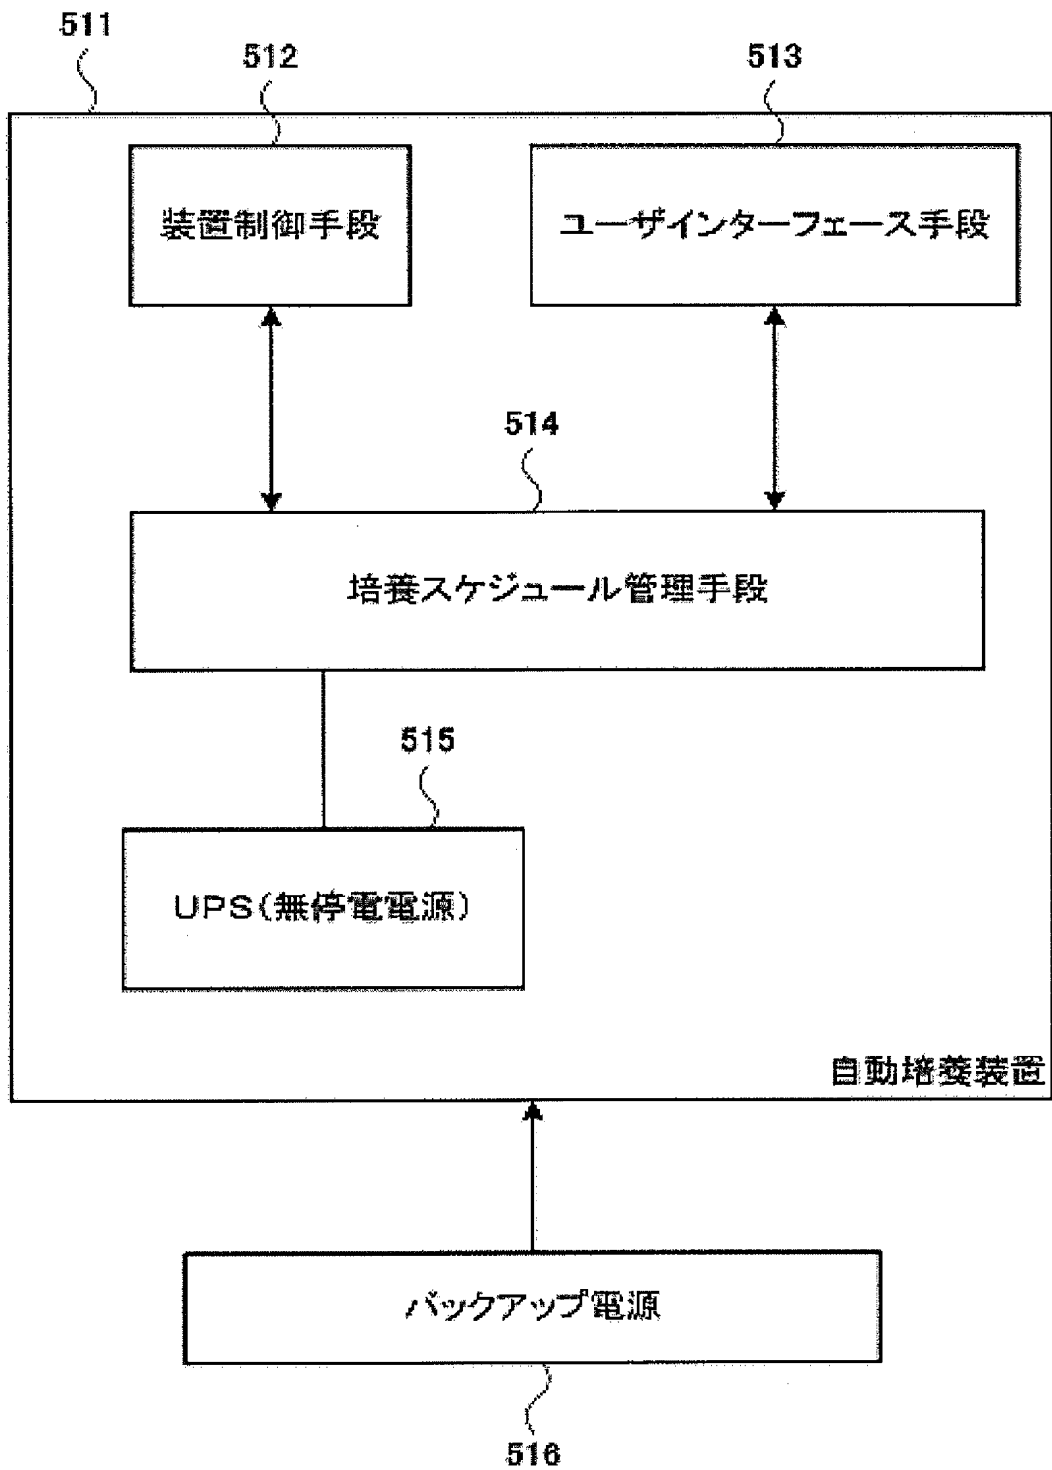 511
512
513
装置制御手段
ユーザインターフェース手段
514
培養スケジュール管理手段
515
UPS(無停電電源)
自動培養装置
バックアップ電源
516